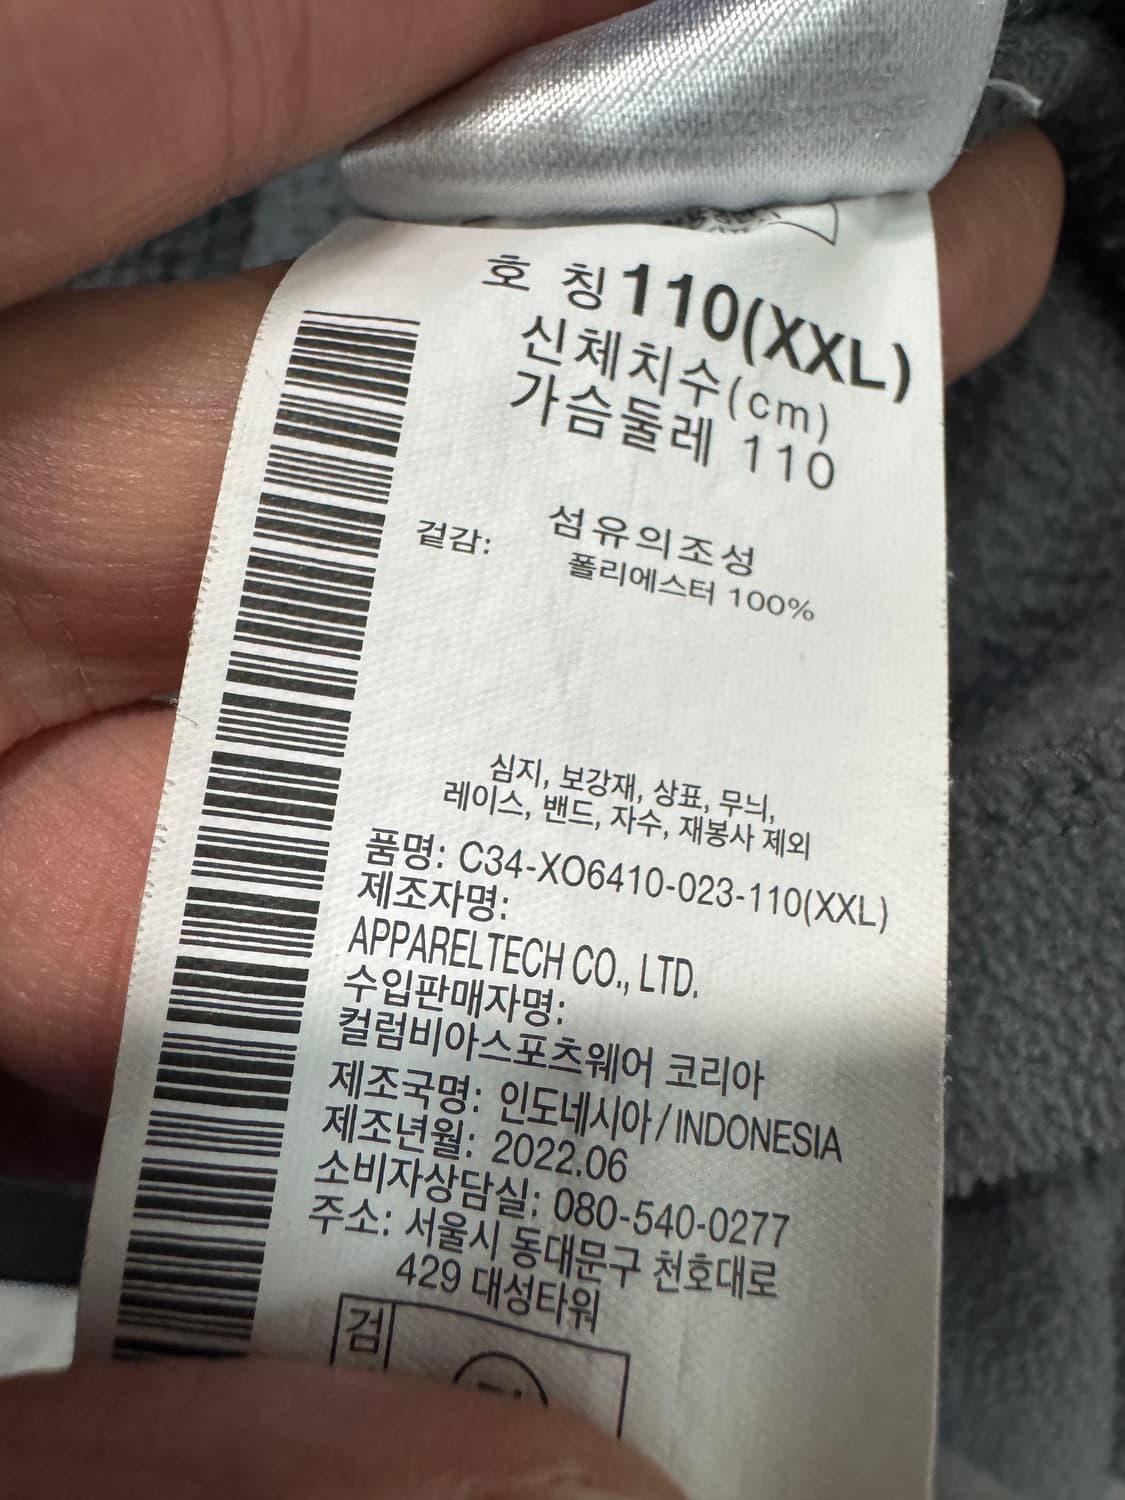 호 칭 110(XXL)
신체치수(cm)
가슴둘레 110
섬유의조성
겉감: 폴리에스터 100%
심지, 보강재, 상표, 무늬,
레이스, 밴드, 자수, 재봉사 제외
품명: C34-XO6410-023-110(XXL)
제조자명:
APPARELTECH CO., LTD.
수입판매자명:
컬럼비아스포츠웨어 코리아
제조국명: 인도네시아/INDONESIA
제조년월: 2022.06
소비자상담실: 080-540-0277
주소: 서울시 동대문구 천호대로
429 대성타워
검